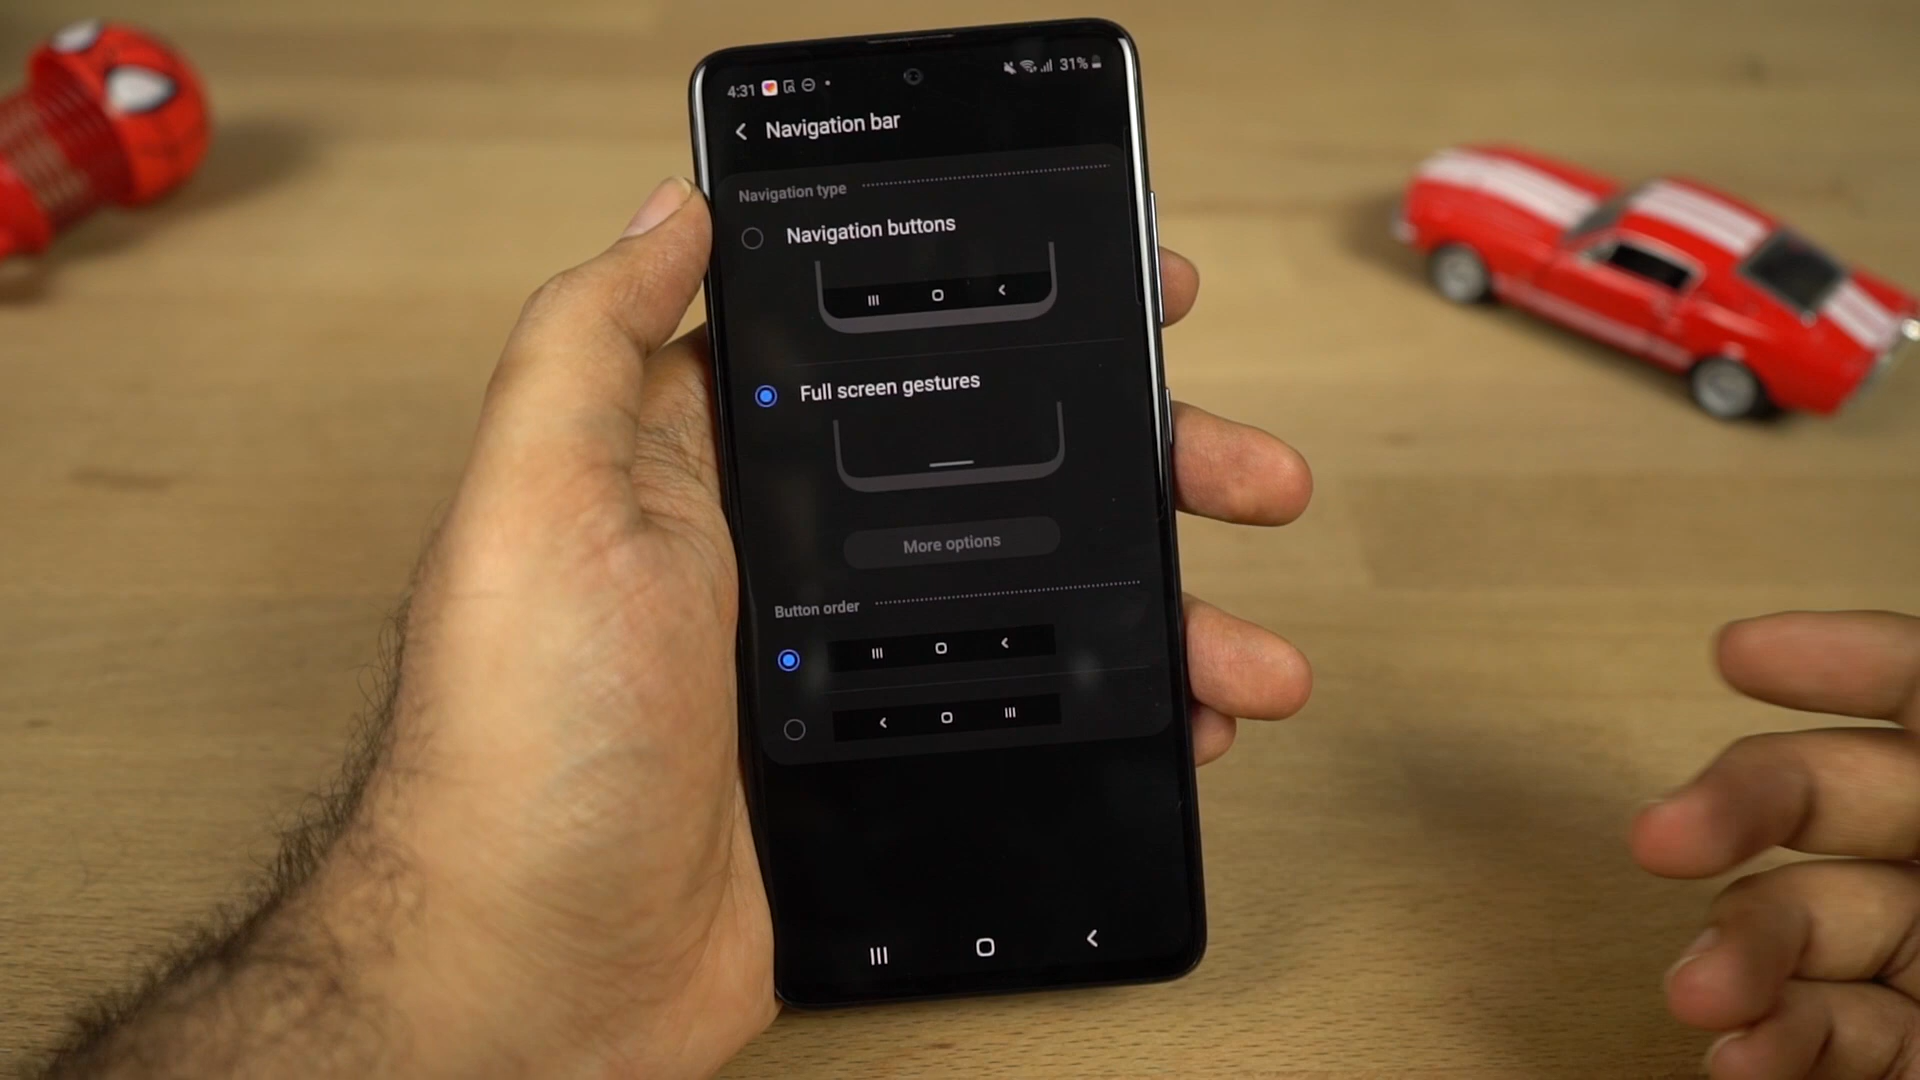 4:31 31%
Navigation bar
Navigation type
Navigation buttons
Full screen gestures
More options
Button order